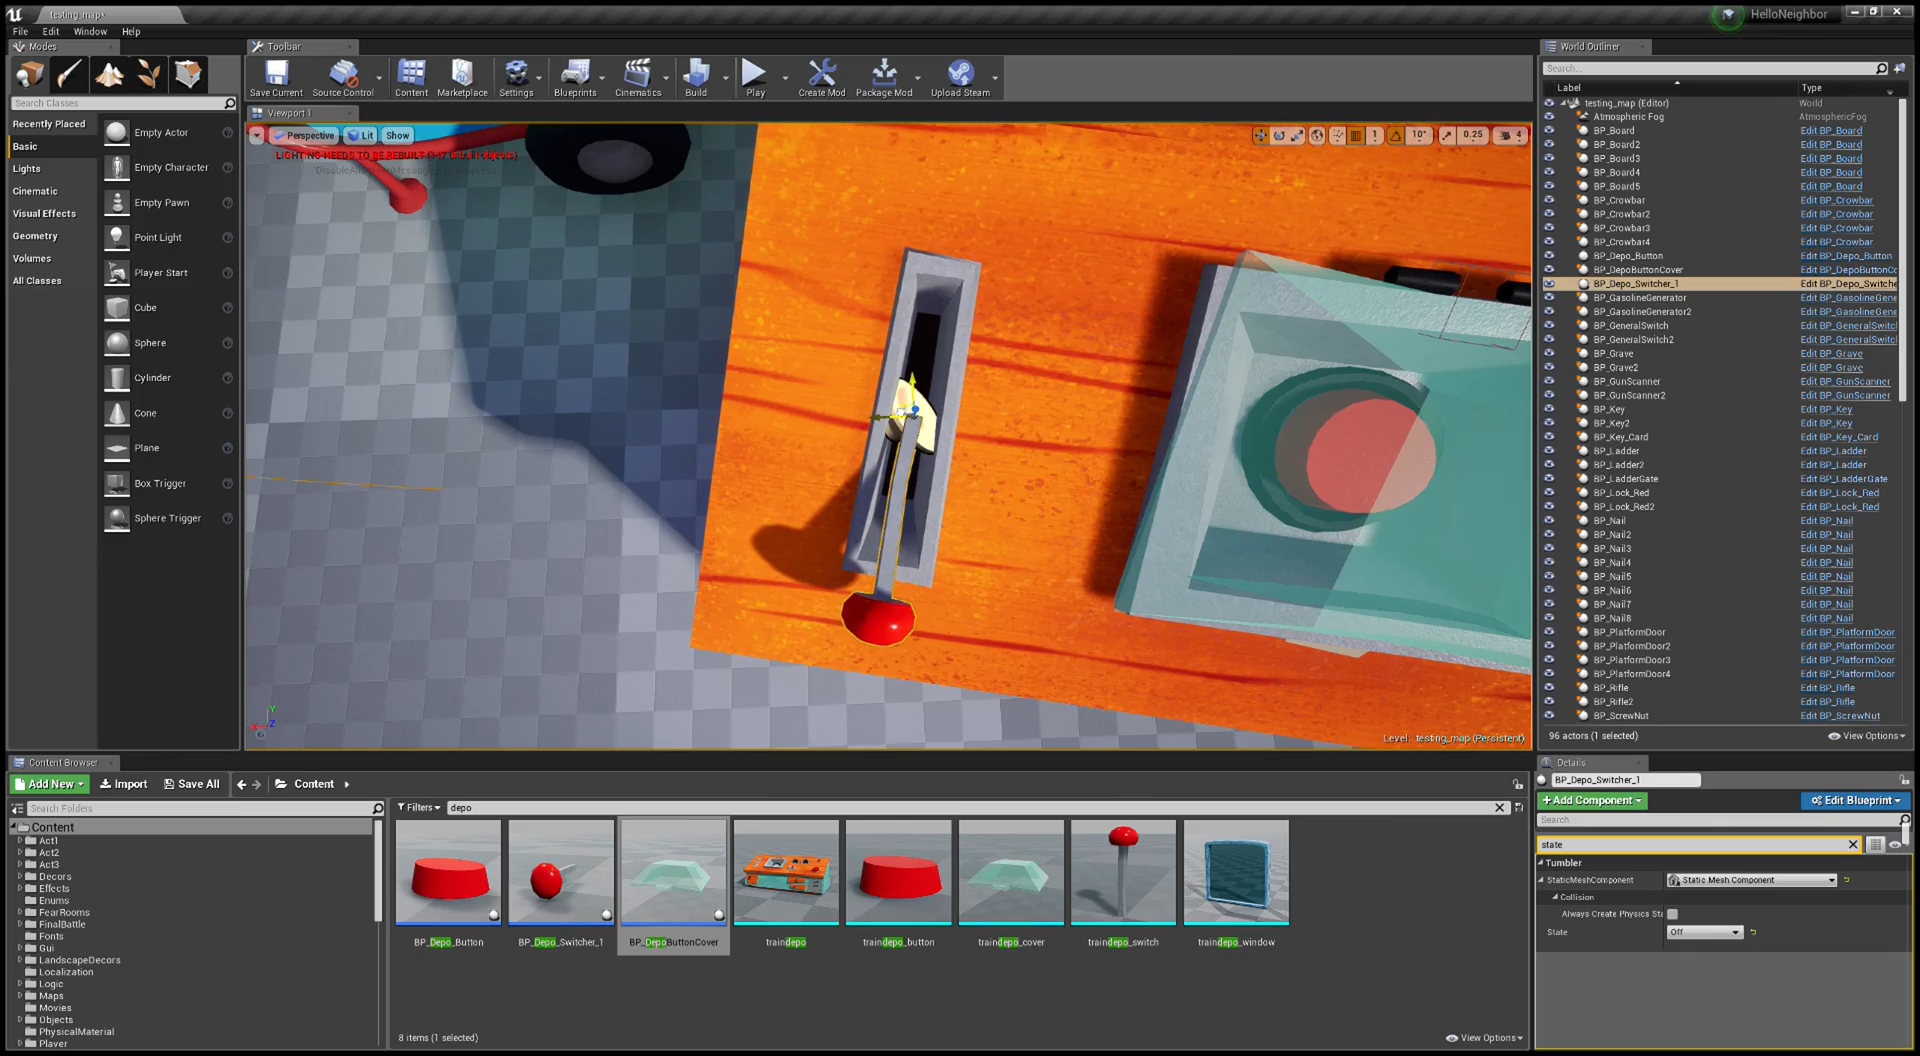 testing_map*
HelloNeighbor
File Edit Window Help
Modes
Search Classes
Recently Placed
Basic
Lights
Cinematic
Visual Effects
Geometry
Volumes
All Classes
Empty Actor
Empty Character
Empty Pawn
Point Light
Player Start
Cube
Sphere
Cylinder
Cone
Plane
Box Trigger
Sphere Trigger
Toolbar
Save Current Source Control Content Marketplace Settings Blueprints Cinematics Build Play Create Mod Package Mod Upload Steam
Viewport 1
Perspective Lit Show
1 10° 0.25 4
LIGHTING NEEDS TO BE REBUILT
Level: testing_map (Persistent)
World Outliner
Search...
Label Type
testing_map (Editor) World
Atmospheric Fog AtmosphericFog
BP_Board Edit BP_Board
BP_Board2 Edit BP_Board
BP_Board3 Edit BP_Board
BP_Board4 Edit BP_Board
BP_Board5 Edit BP_Board
BP_Crowbar Edit BP_Crowbar
BP_Crowbar2 Edit BP_Crowbar
BP_Crowbar3 Edit BP_Crowbar
BP_Crowbar4 Edit BP_Crowbar
BP_Depo_Button Edit BP_Depo_Button
BP_DepoButtonCover Edit BP_DepoButtonCo
BP_Depo_Switcher_1 Edit BP_Depo_Switche
BP_GasolineGenerator Edit BP_GasolineGene
BP_GasolineGenerator2 Edit BP_GasolineGene
BP_GeneralSwitch Edit BP_GeneralSwitc
BP_GeneralSwitch2 Edit BP_GeneralSwitc
BP_Grave Edit BP_Grave
BP_Grave2 Edit BP_Grave
BP_GunScanner Edit BP_GunScanner
BP_GunScanner2 Edit BP_GunScanner
BP_Key Edit BP_Key
BP_Key2 Edit BP_Key
BP_Key_Card Edit BP_Key_Card
BP_Ladder Edit BP_Ladder
BP_Ladder2 Edit BP_Ladder
BP_LadderGate Edit BP_LadderGate
BP_Lock_Red Edit BP_Lock_Red
BP_Lock_Red2 Edit BP_Lock_Red
BP_Nail Edit BP_Nail
BP_Nail2 Edit BP_Nail
BP_Nail3 Edit BP_Nail
BP_Nail4 Edit BP_Nail
BP_Nail5 Edit BP_Nail
BP_Nail6 Edit BP_Nail
BP_Nail7 Edit BP_Nail
BP_Nail8 Edit BP_Nail
BP_PlatformDoor Edit BP_PlatformDoor
BP_PlatformDoor2 Edit BP_PlatformDoor
BP_PlatformDoor3 Edit BP_PlatformDoor
BP_PlatformDoor4 Edit BP_PlatformDoor
BP_Rifle Edit BP_Rifle
BP_Rifle2 Edit BP_Rifle
BP_ScrewNut Edit BP_ScrewNut
96 actors (1 selected) View Options
Content Browser
Add New Import Save All Content
Search Folders
Content
Act1
Act2
Act3
Decors
Effects
Enums
FearRooms
FinalBattle
Fonts
Gui
LandscapeDecors
Localization
Logic
Maps
Movies
Objects
PhysicalMaterial
Player
Filters depo
BP_Depo_Button BP_Depo_Switcher_1 BP_DepoButtonCover traindepo traindepo_button traindepo_cover traindepo_switch traindepo_window
8 items (1 selected) View Options
Details
BP_Depo_Switcher_1
+Add Component Edit Blueprint
Search
state
Tumbler
StaticMeshComponent Static Mesh Component
Collision
Always Create Physics Sta
State Off